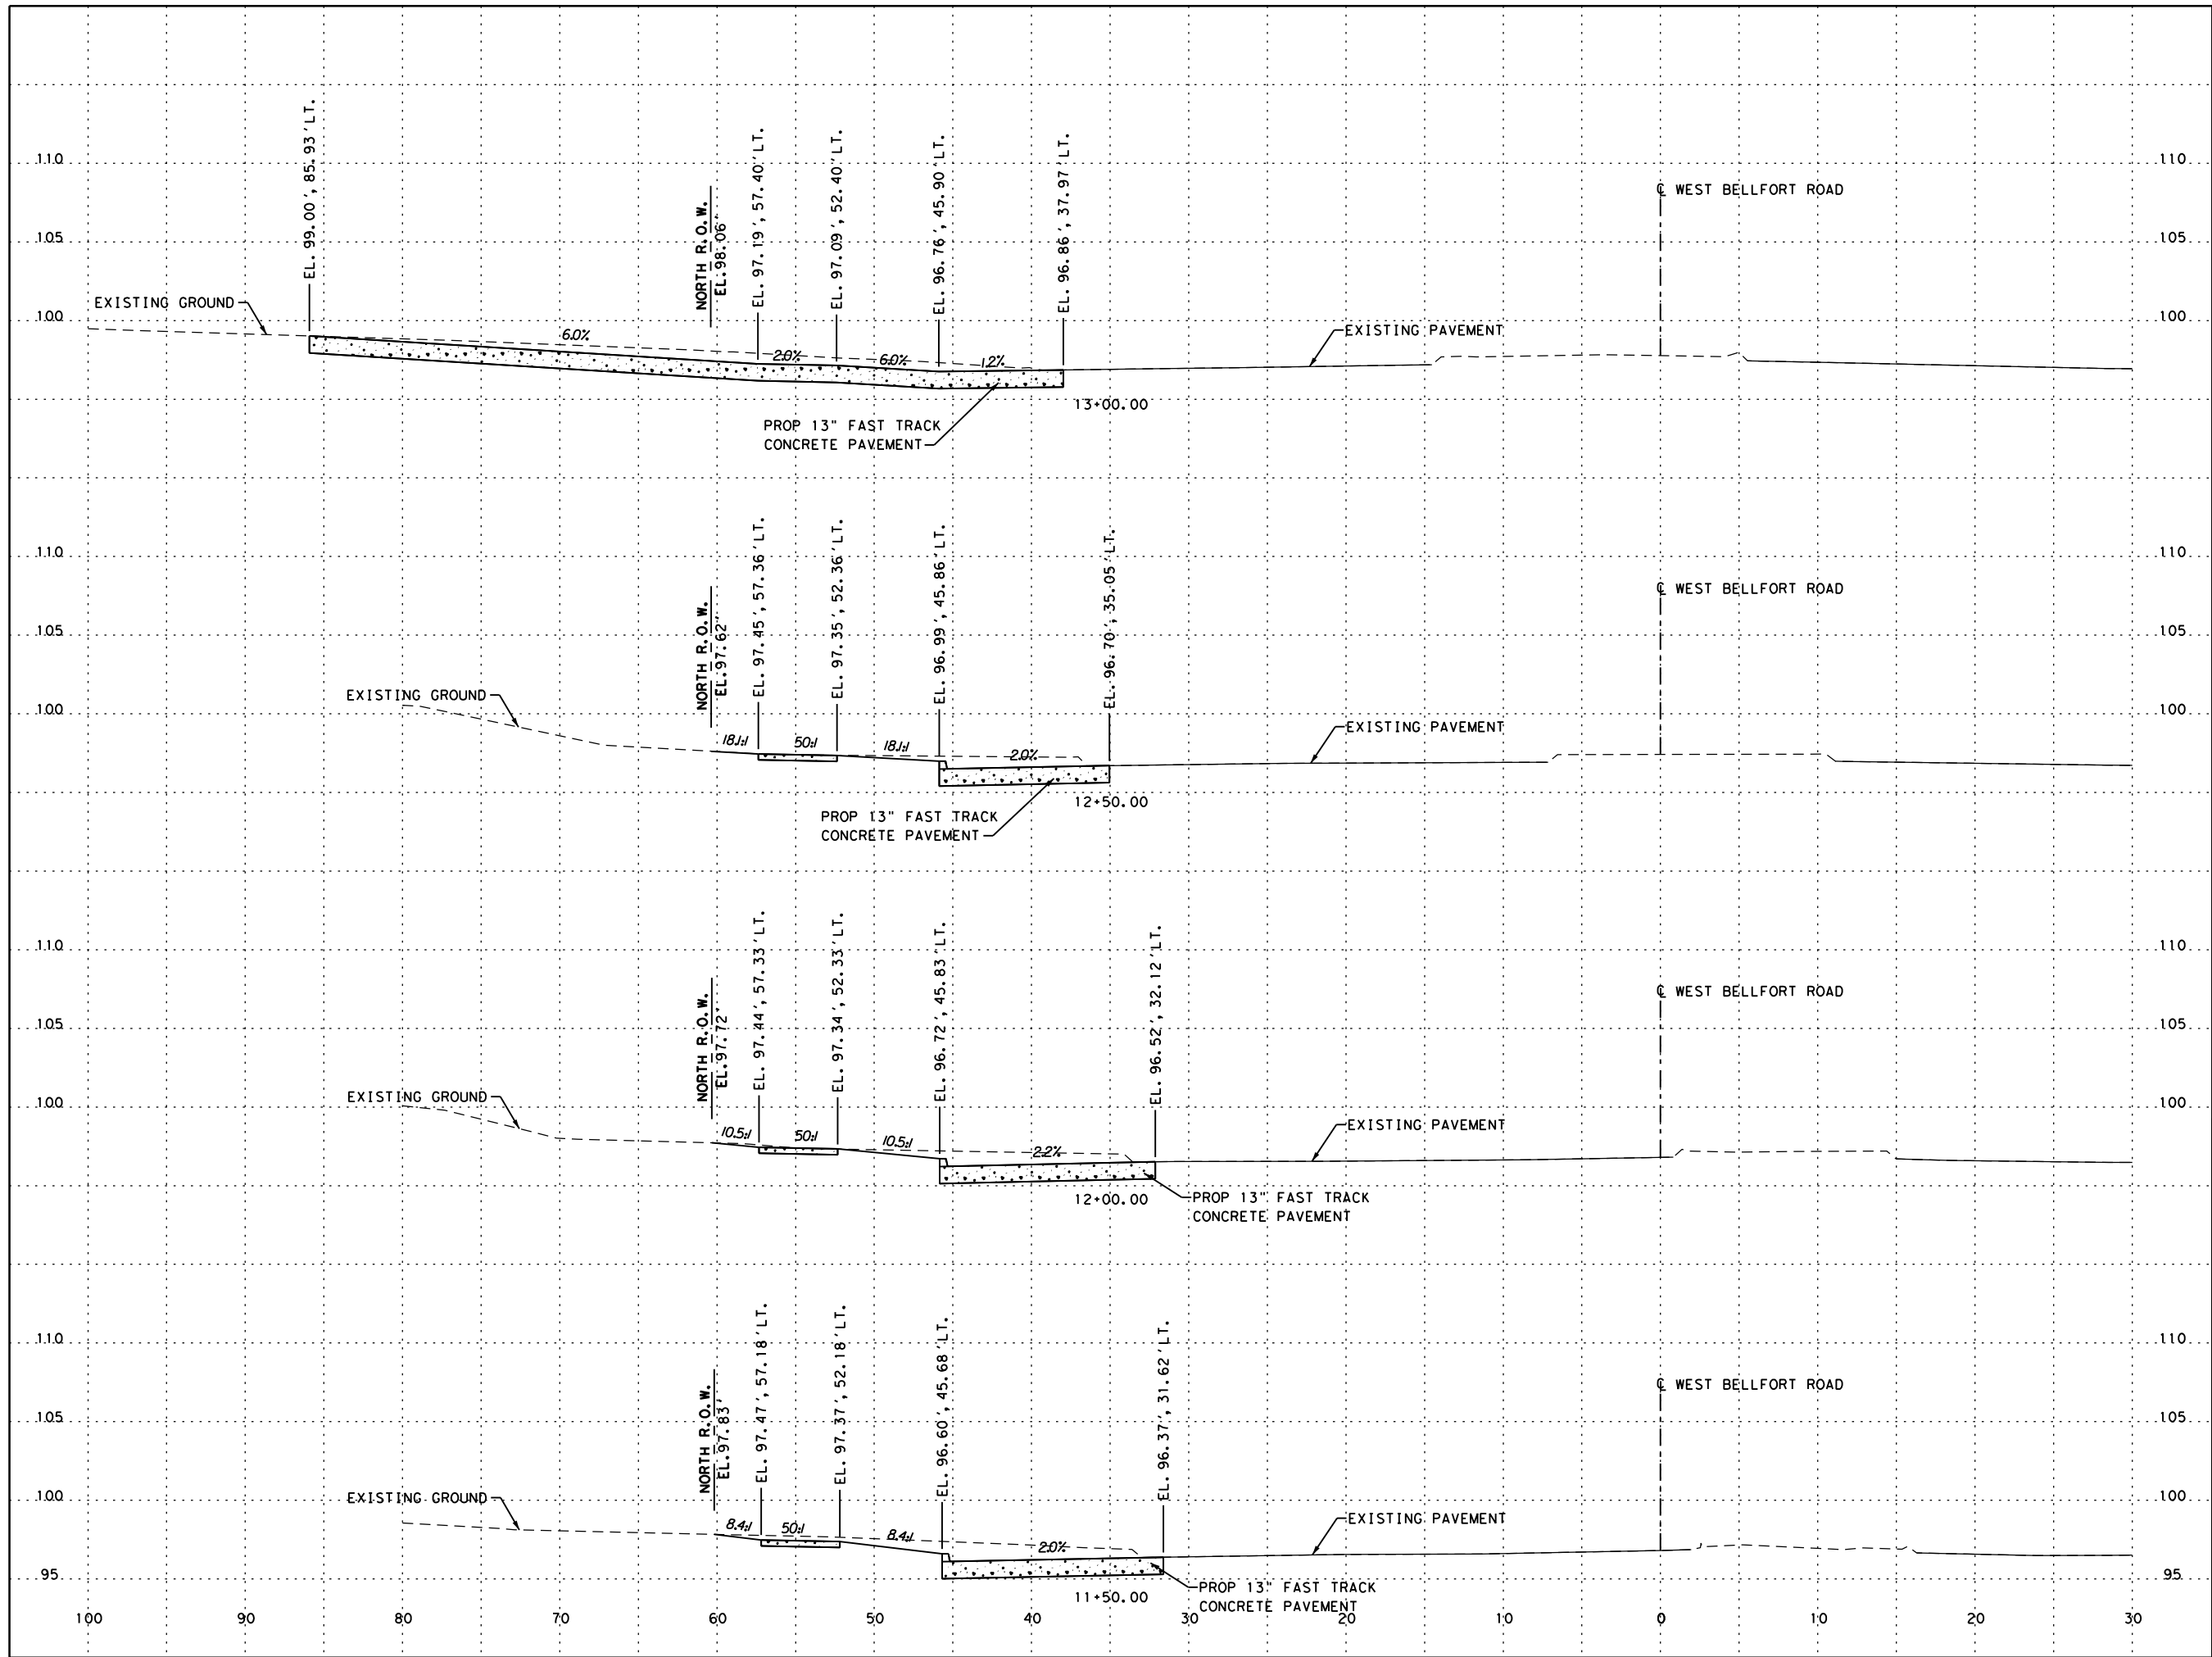 EL. 99.00', 85.93'LT.
NORTH R.O.W.
EL. 98.06'
EL. 97.19', 57.40'LT.
EL. 97.09', 52.40'LT.
EL. 96.76', 45.90'LT.
EL. 96.86', 37.97'LT.
℄ WEST BELLFORT ROAD
110 110
105 105
100 100
EXISTING GROUND
6.0% 2.0% 6.0% 1.2%
EXISTING PAVEMENT
13+00.00
PROP 13" FAST TRACK
CONCRETE PAVEMENT
NORTH R.O.W.
EL. 97.62'
EL. 97.45', 57.36'LT.
EL. 97.35', 52.36'LT.
EL. 96.99', 45.86'LT.
EL. 96.70', 35.05'LT.
℄ WEST BELLFORT ROAD
110 110
105 105
100 100
EXISTING GROUND
18.1:1 50:1 18.1:1 2.0%
EXISTING PAVEMENT
12+50.00
PROP 13" FAST TRACK
CONCRETE PAVEMENT
NORTH R.O.W.
EL. 97.72'
EL. 97.44', 57.33'LT.
EL. 97.34', 52.33'LT.
EL. 96.72', 45.83'LT.
EL. 96.52', 32.12'LT.
℄ WEST BELLFORT ROAD
110 110
105 105
100 100
EXISTING GROUND
10.5:1 50:1 10.5:1 2.2%
EXISTING PAVEMENT
12+00.00
PROP 13" FAST TRACK
CONCRETE PAVEMENT
NORTH R.O.W.
EL. 97.83'
EL. 97.47', 57.18'LT.
EL. 97.37', 52.18'LT.
EL. 96.60', 45.68'LT.
EL. 96.37', 31.62'LT.
℄ WEST BELLFORT ROAD
110 110
105 105
100 100
EXISTING GROUND
8.4:1 50:1 8.4:1 2.0%
EXISTING PAVEMENT
95 95
11+50.00
PROP 13" FAST TRACK
CONCRETE PAVEMENT
100 90 80 70 60 50 40 30 20 10 0 10 20 30